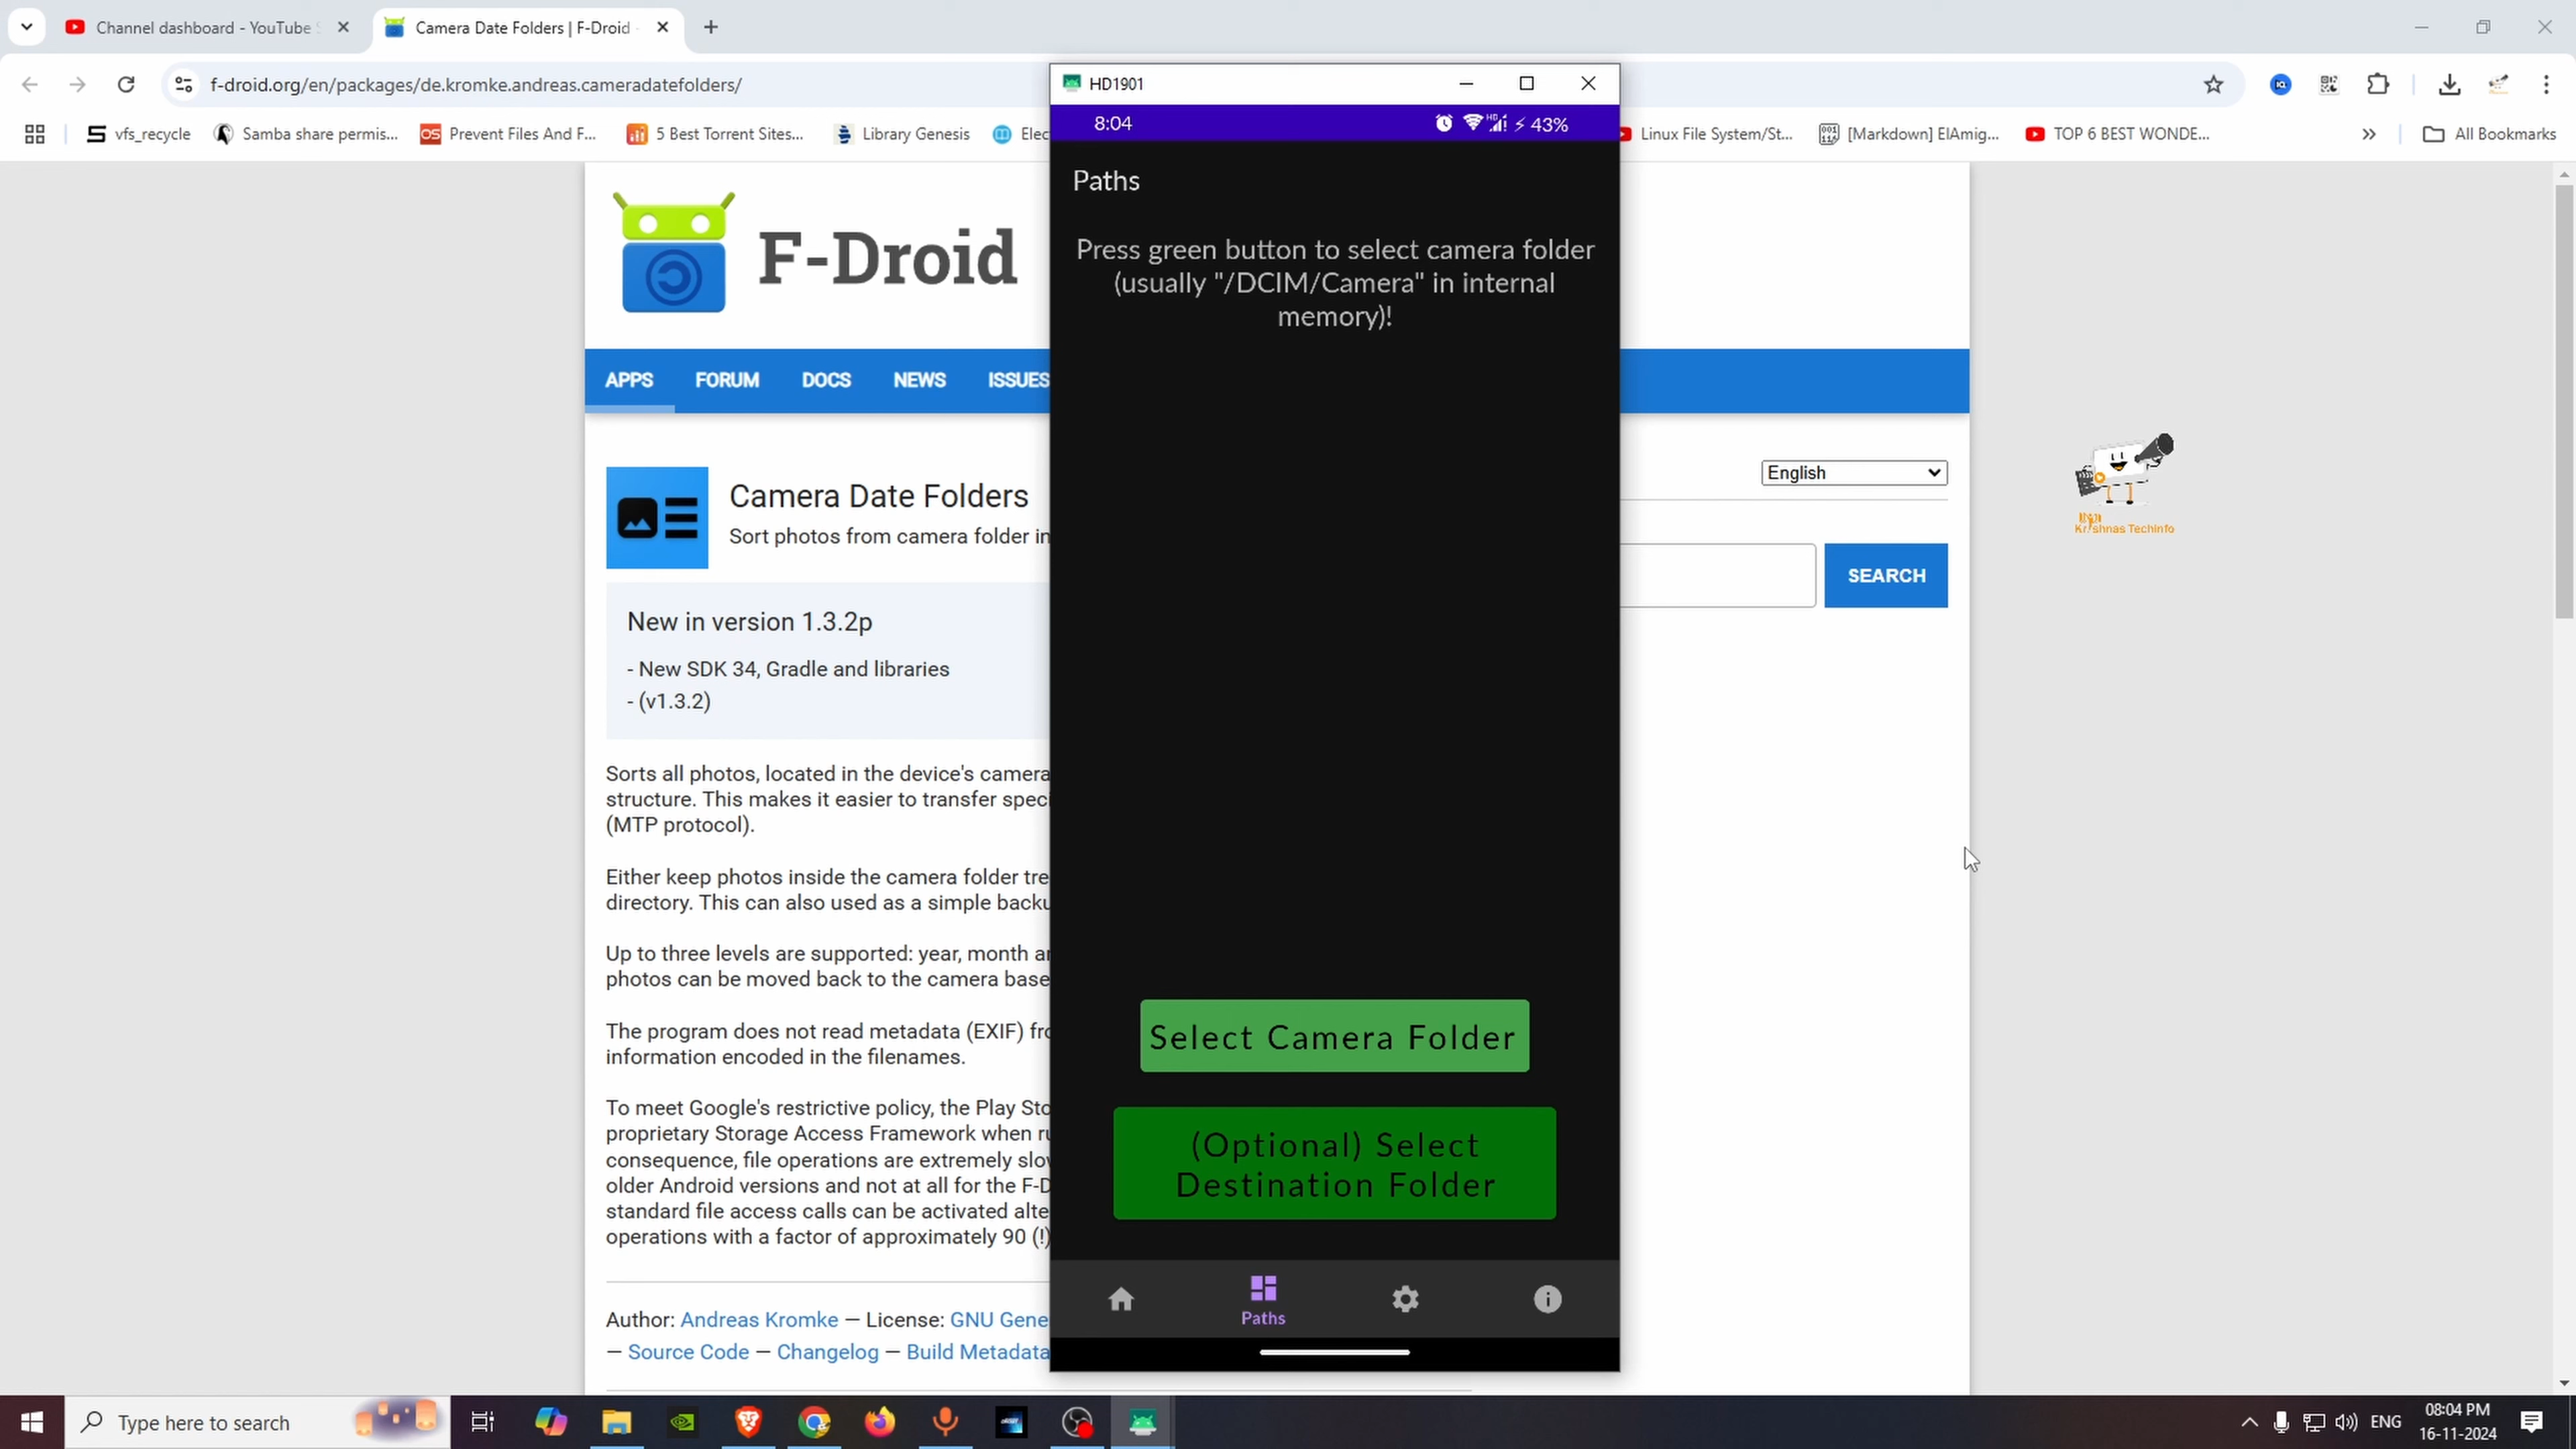 Channel dashboard - YouTube S
Camera Date Folders | F-Droid -
f-droid.org/en/packages/de.kromke.andreas.cameradatefolders/
vfs_recycle
Samba share permis...
Prevent Files And F...
5 Best Torrent Sites...
Library Genesis
Elec
Linux File System/St...
[Markdown] ElAmig...
TOP 6 BEST WONDE...
»
All Bookmarks
HD1901
8:04
HD
43%
Paths
Press green button to select camera folder
(usually "/DCIM/Camera" in internal
memory)!
Select Camera Folder
(Optional) Select
Destination Folder
Paths
F-Droid
APPS
FORUM
DOCS
NEWS
ISSUES
English
Camera Date Folders
Sort photos from camera folder in
SEARCH
New in version 1.3.2p
- New SDK 34, Gradle and libraries
- (v1.3.2)
Sorts all photos, located in the device's camera
structure. This makes it easier to transfer speci
(MTP protocol).
Either keep photos inside the camera folder tre
directory. This can also used as a simple backu
Up to three levels are supported: year, month a
photos can be moved back to the camera base
The program does not read metadata (EXIF) fro
information encoded in the filenames.
To meet Google's restrictive policy, the Play Sto
proprietary Storage Access Framework when ru
consequence, file operations are extremely slow
older Android versions and not at all for the F-D
standard file access calls can be activated alte
operations with a factor of approximately 90 (!)
Author: Andreas Kromke — License: GNU Gene
— Source Code — Changelog — Build Metadata
Krishnas TechInfo
Type here to search
ENG
08:04 PM
16-11-2024